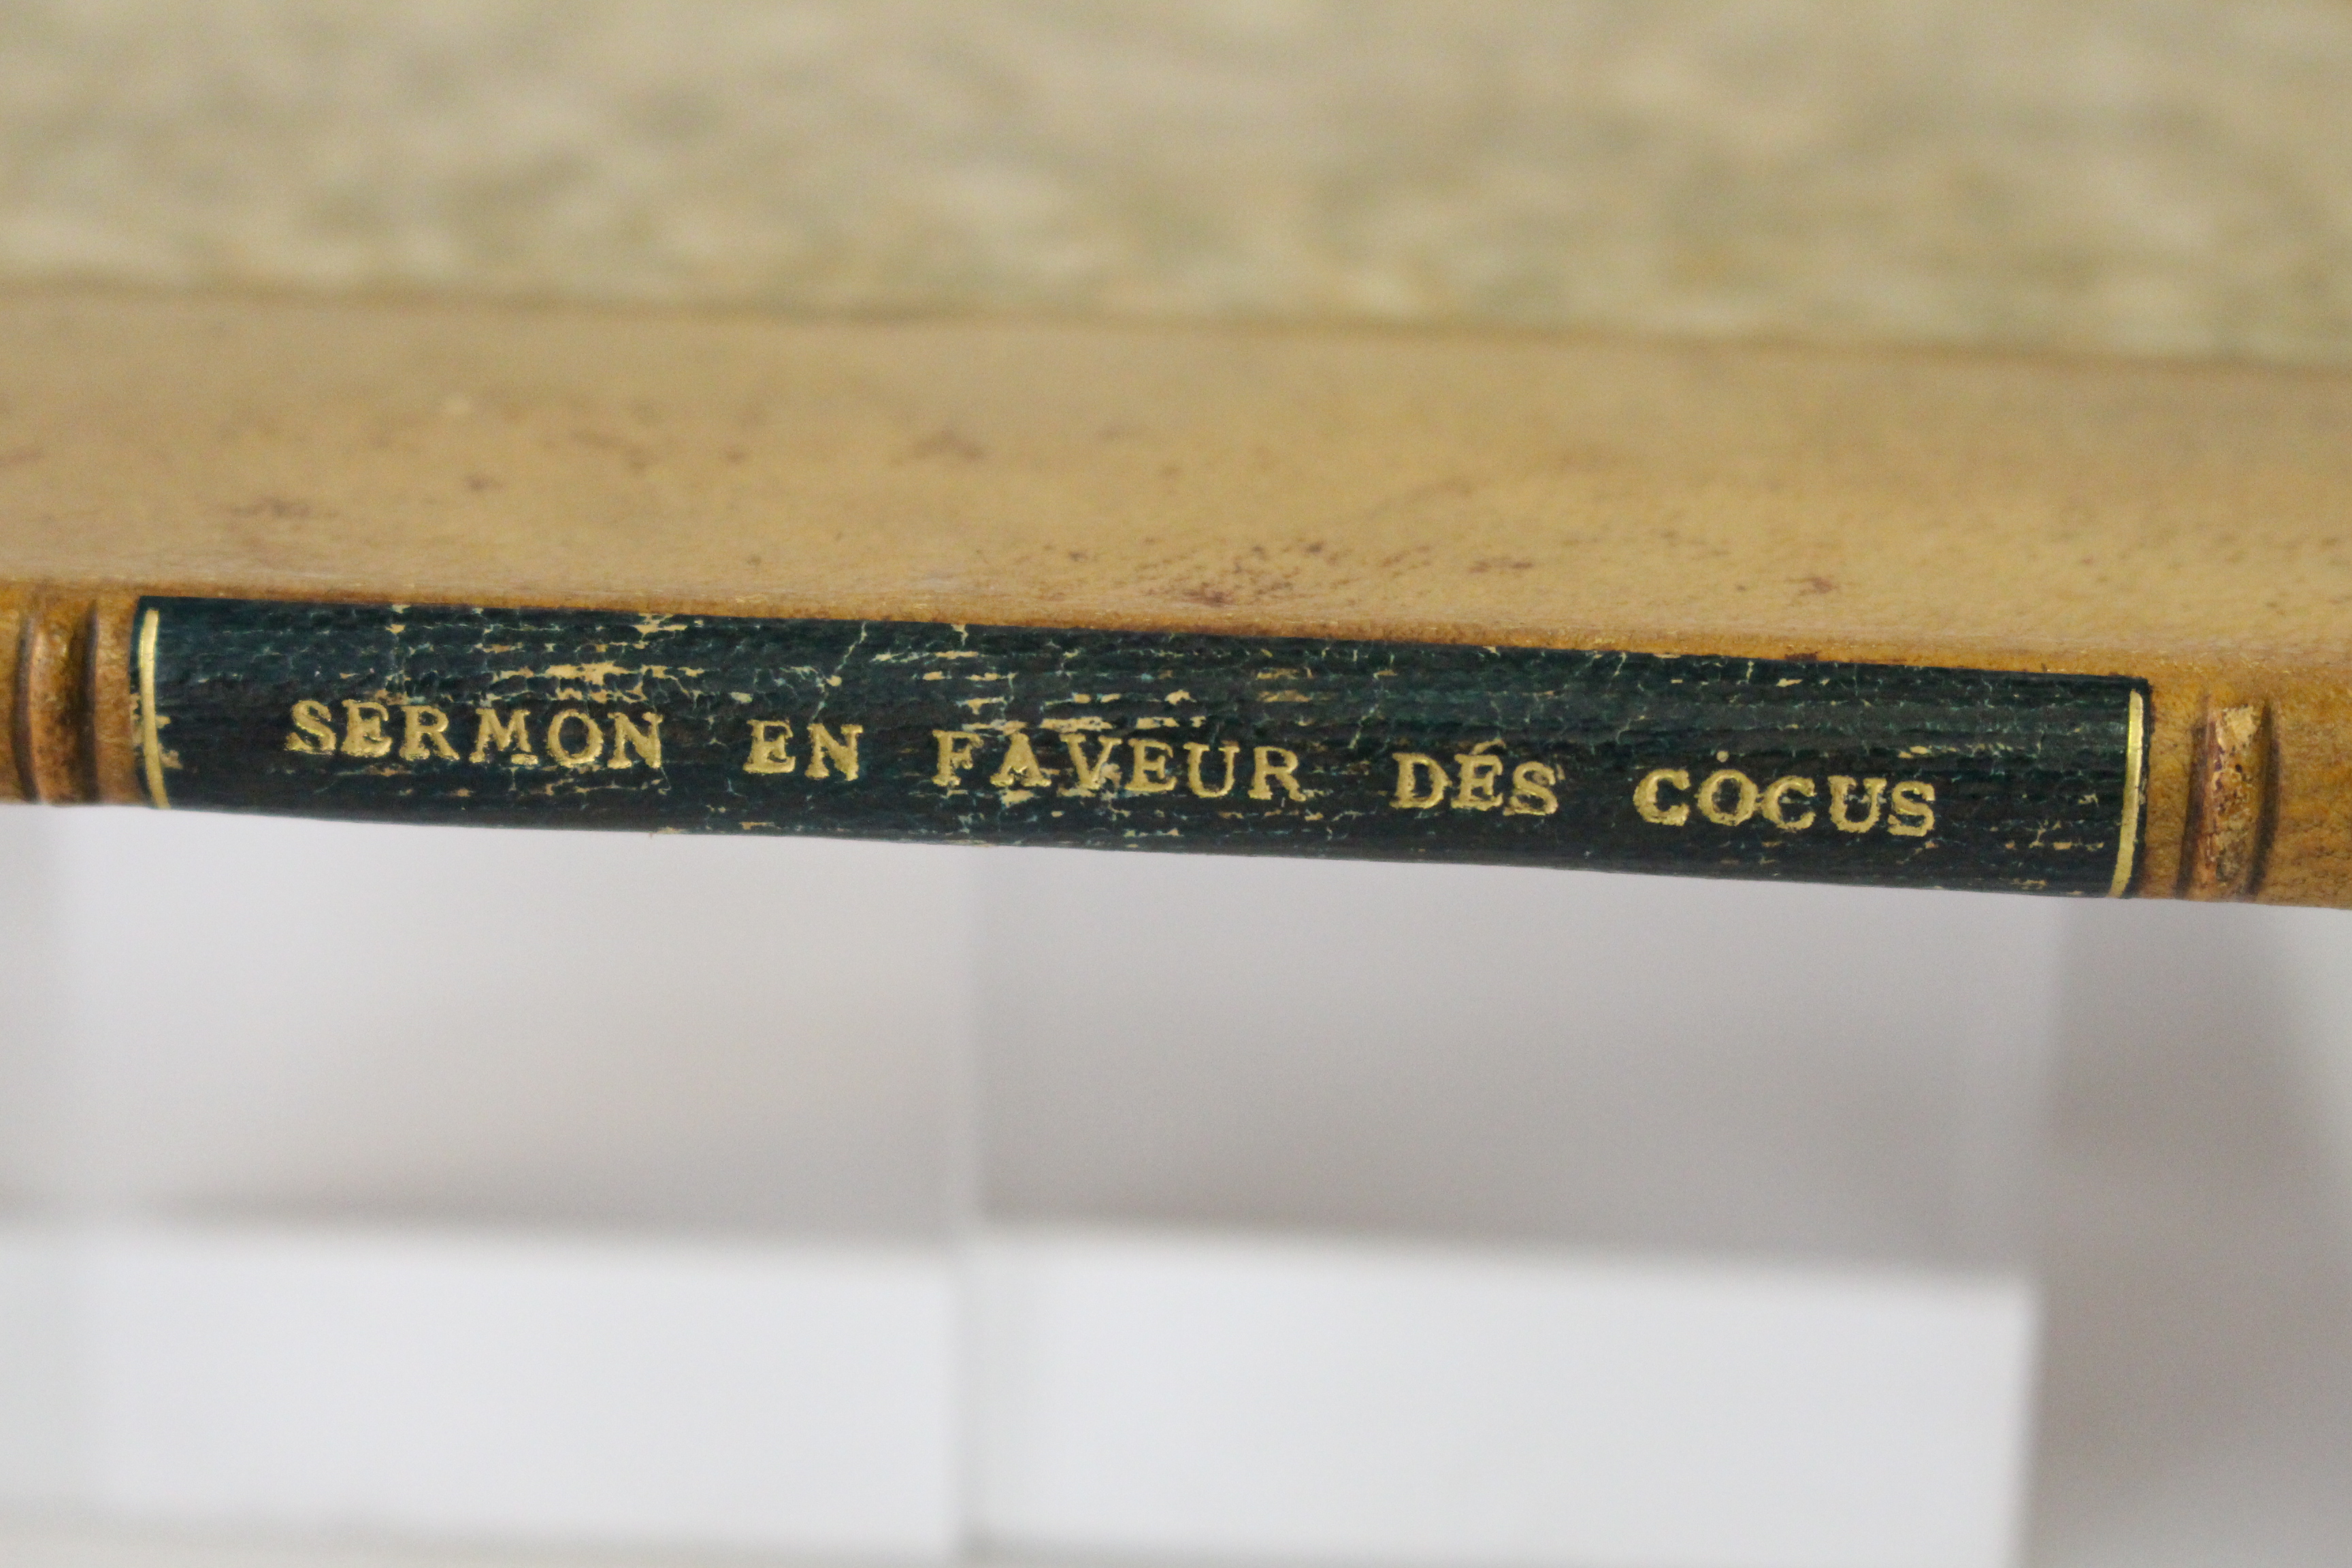 SERMON EN FAVEUR DÉS COCUS